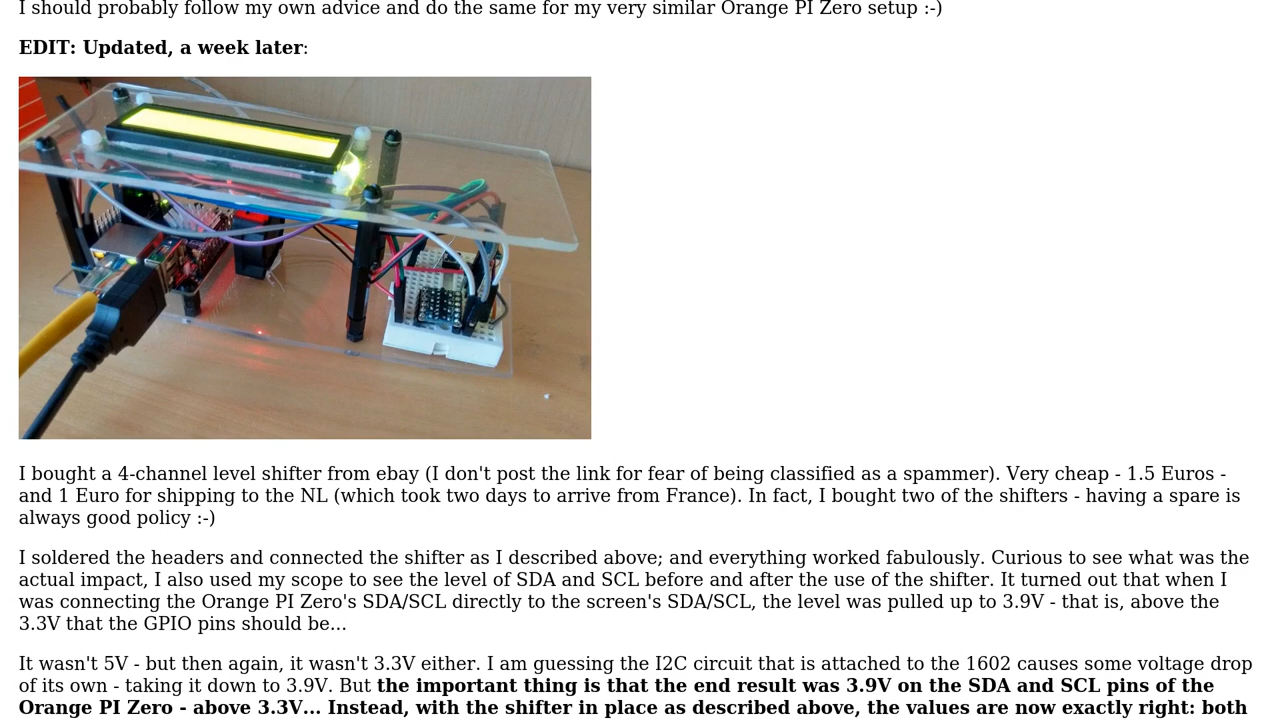 I should probably follow my own advice and do the same for my very similar Orange PI Zero setup :-)
EDIT: Updated, a week later:
I bought a 4-channel level shifter from ebay (I don't post the link for fear of being classified as a spammer). Very cheap - 1.5 Euros -
and 1 Euro for shipping to the NL (which took two days to arrive from France). In fact, I bought two of the shifters - having a spare is
always good policy :-)
I soldered the headers and connected the shifter as I described above; and everything worked fabulously. Curious to see what was the
actual impact, I also used my scope to see the level of SDA and SCL before and after the use of the shifter. It turned out that when I
was connecting the Orange PI Zero's SDA/SCL directly to the screen's SDA/SCL, the level was pulled up to 3.9V - that is, above the
3.3V that the GPIO pins should be...
It wasn't 5V - but then again, it wasn't 3.3V either. I am guessing the I2C circuit that is attached to the 1602 causes some voltage drop
of its own - taking it down to 3.9V. But the important thing is that the end result was 3.9V on the SDA and SCL pins of the
Orange PI Zero - above 3.3V... Instead, with the shifter in place as described above, the values are now exactly right: both